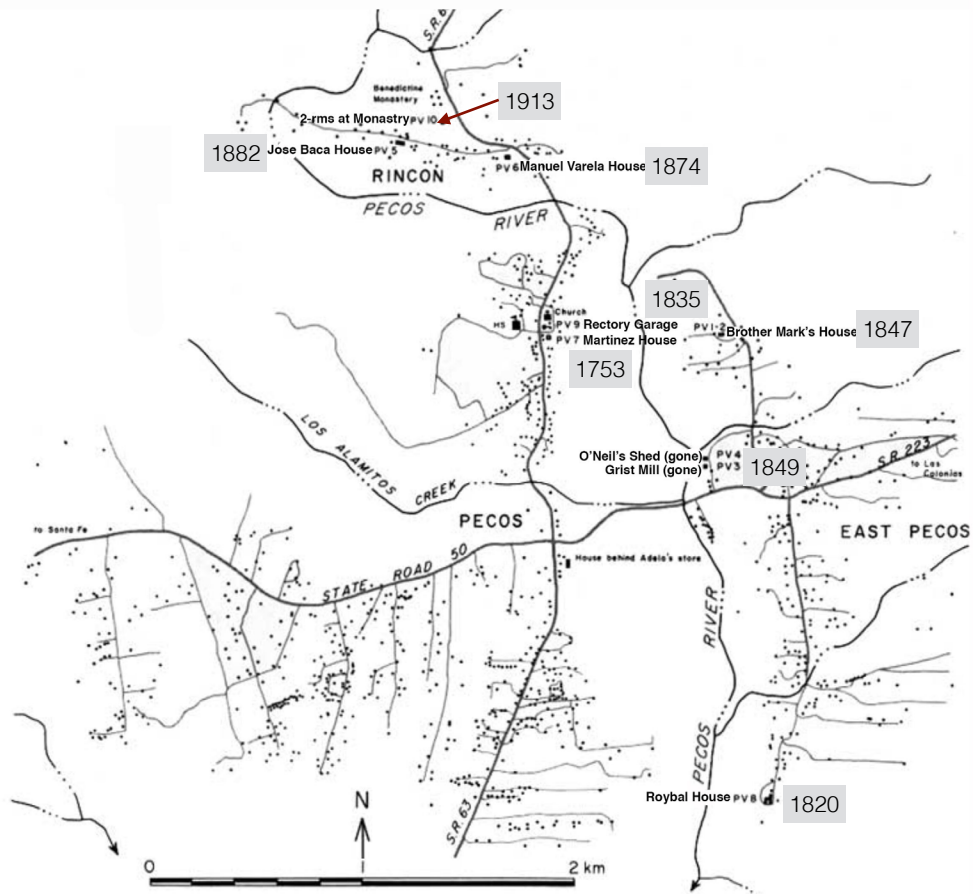 S.R. 6
Benedictine
Monastery
1913
2-rms at Monastry PV 10
1882 Jose Baca House PV 5
PV 6 Manuel Varela House 1874
RINCON
PECOS RIVER
1835
Church
HS
PV 9 Rectory Garage
PV 7 Martinez House
PV 1-2 Brother Mark's House 1847
1753
LOS ALAMITOS CREEK
O'Neil's Shed (gone) PV 4
Grist Mill (gone) PV 3
1849
S.R. 223
to Las
Colonias
PECOS
EAST PECOS
to Santa Fe
STATE ROAD 50
House behind Adelo's store
PECOS RIVER
Roybal House PV 8 1820
S.R. 63
N
0 2 km